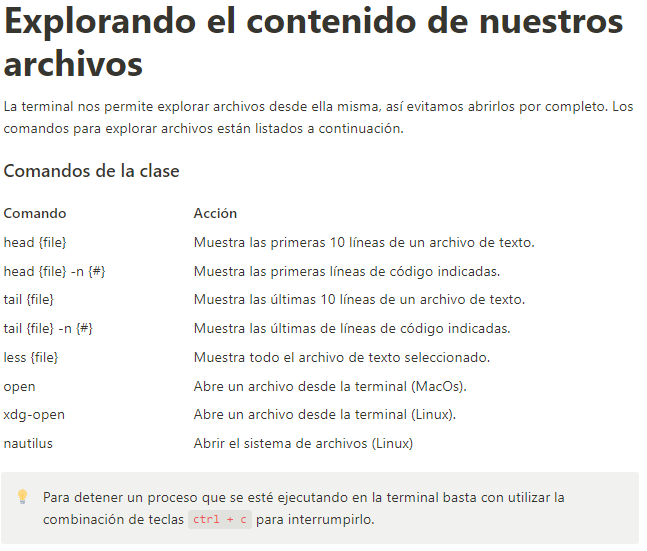 Explorando el contenido de nuestros
archivos
La terminal nos permite explorar archivos desde ella misma, así evitamos abrirlos por completo. Los
comandos para explorar archivos están listados a continuación.
Comandos de la clase
Comando Acción
head {file} Muestra las primeras 10 líneas de un archivo de texto.
head {file} -n {#} Muestra las primeras líneas de código indicadas.
tail {file} Muestra las últimas 10 líneas de un archivo de texto.
tail {file} -n {#} Muestra las últimas de líneas de código indicadas.
less {file} Muestra todo el archivo de texto seleccionado.
open Abre un archivo desde la terminal (MacOs).
xdg-open Abre un archivo desde la terminal (Linux).
nautilus Abrir el sistema de archivos (Linux)
Para detener un proceso que se esté ejecutando en la terminal basta con utilizar la
combinación de teclas ctrl + c para interrumpirlo.